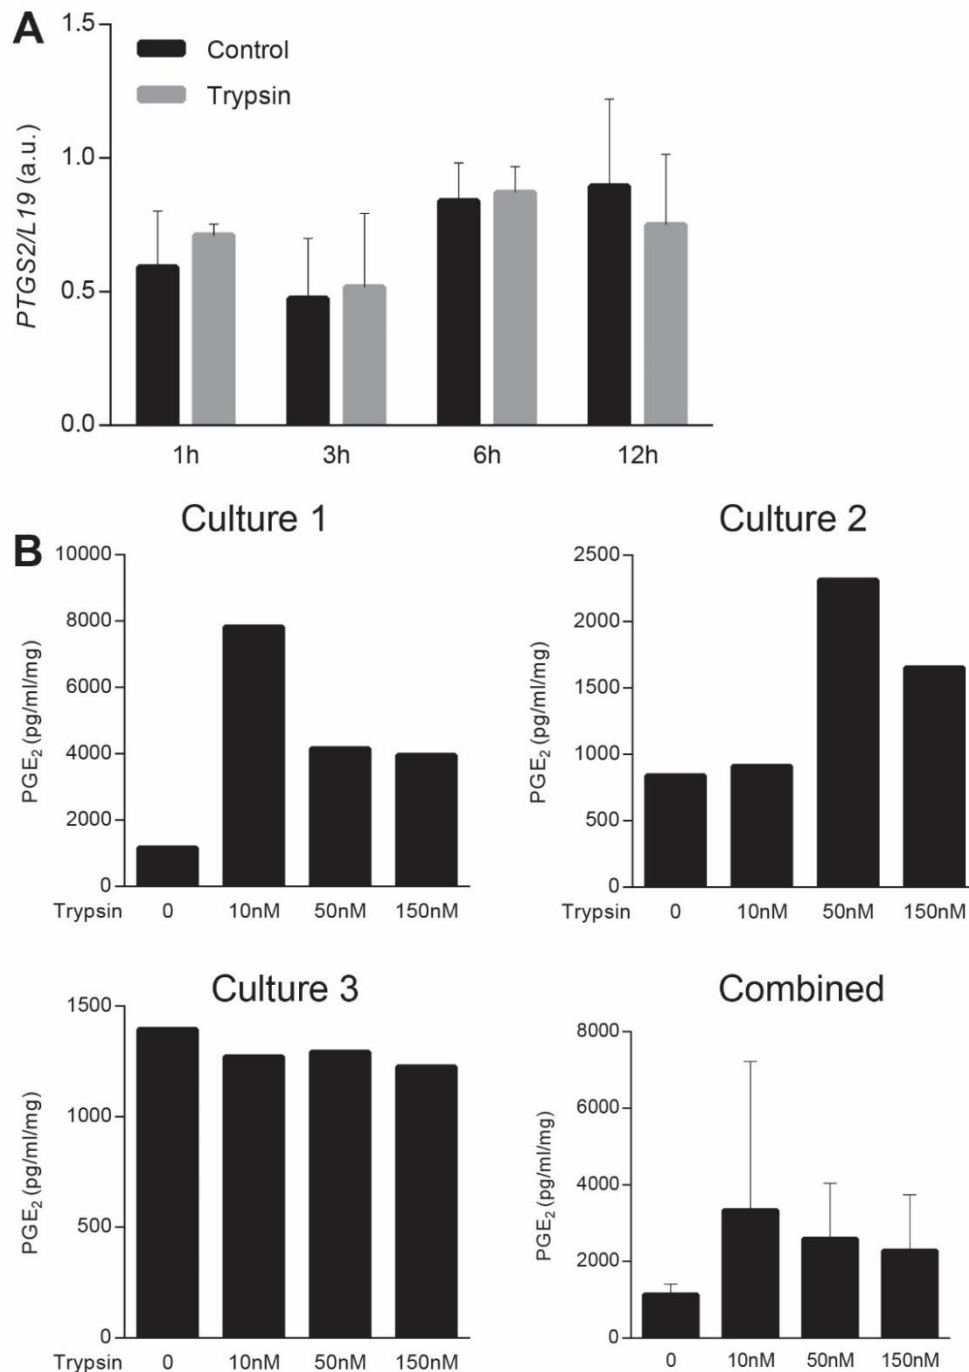 A
1.5
Control
Trypsin
1.0
PTGS2/L19 (a.u.)
0.5
0.0
1h 3h 6h 12h
B
Culture 1
10000
8000
6000
PGE₂ (pg/ml/mg)
4000
2000
0
Trypsin 0 10nM 50nM 150nM
Culture 2
2500
2000
1500
PGE₂ (pg/ml/mg)
1000
500
0
Trypsin 0 10nM 50nM 150nM
Culture 3
1500
1000
PGE₂ (pg/ml/mg)
500
0
Trypsin 0 10nM 50nM 150nM
Combined
8000
6000
PGE₂ (pg/ml/mg)
4000
2000
0
0 10nM 50nM 150nM